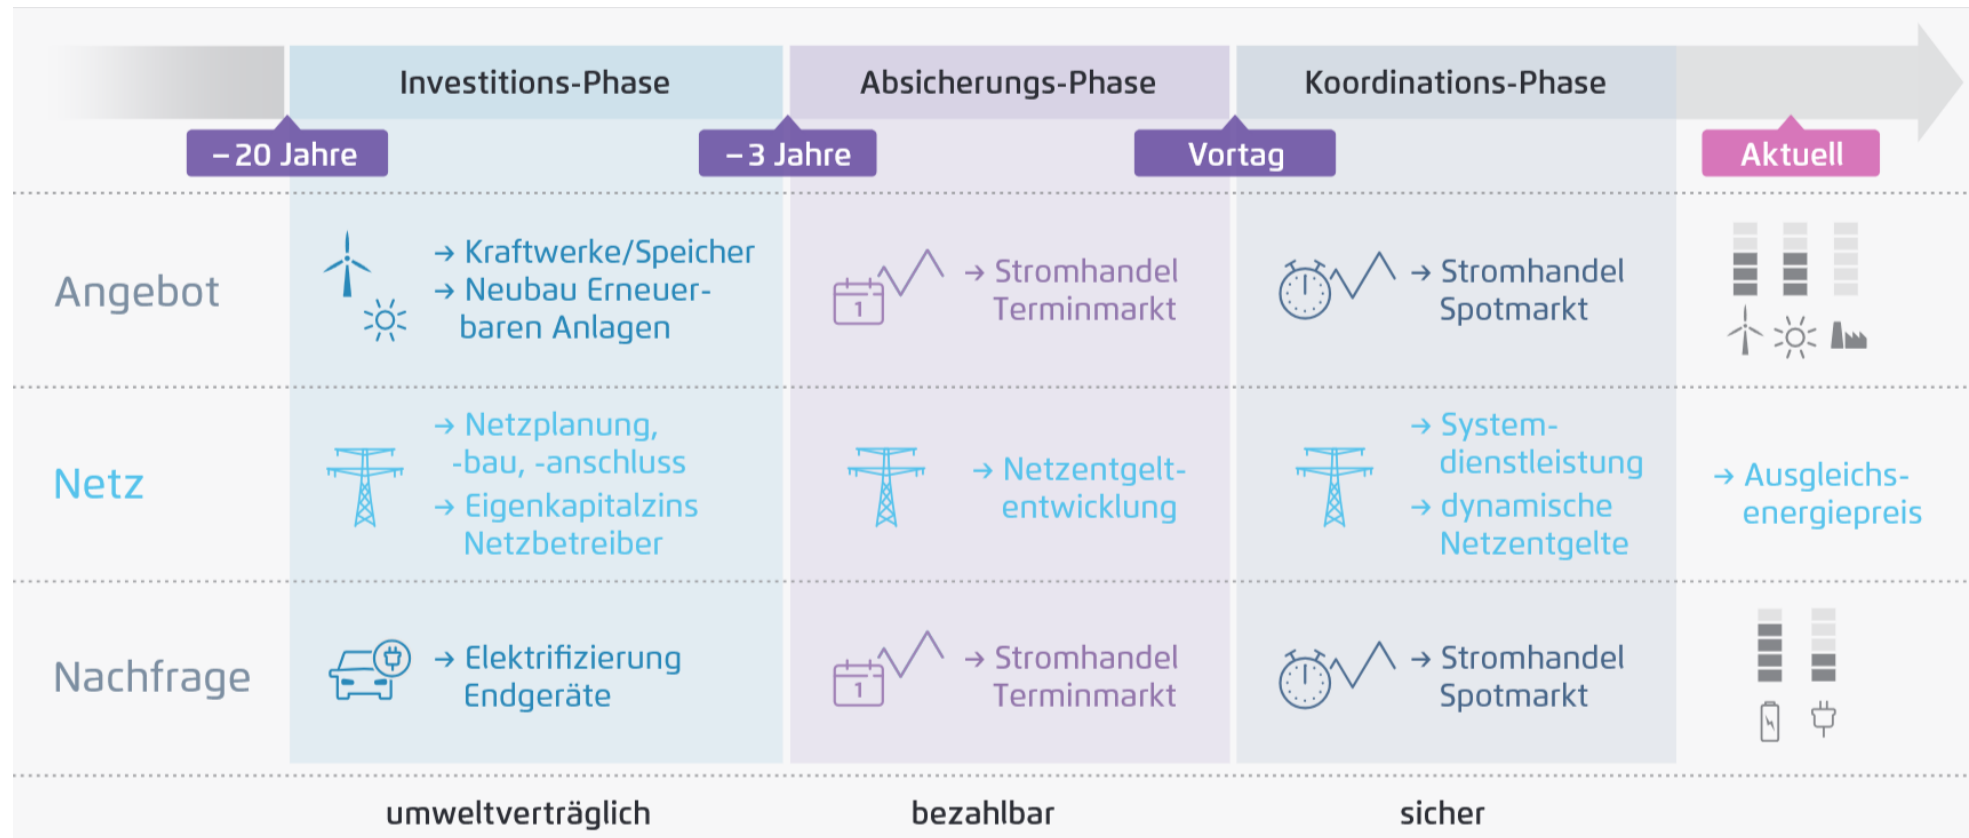 Investitions-Phase
Absicherungs-Phase
Koordinations-Phase
– 20 Jahre
– 3 Jahre
Vortag
Aktuell
Angebot
→ Kraftwerke/Speicher
→ Neubau Erneuer-
baren Anlagen
1
→ Stromhandel
Terminmarkt
→ Stromhandel
Spotmarkt
Netz
→ Netzplanung,
-bau, -anschluss
→ Eigenkapitalzins
Netzbetreiber
→ Netzentgelt-
entwicklung
→ System-
dienstleistung
→ dynamische
Netzentgelte
→ Ausgleichs-
energiepreis
Nachfrage
→ Elektrifizierung
Endgeräte
1
→ Stromhandel
Terminmarkt
→ Stromhandel
Spotmarkt
umweltverträglich
bezahlbar
sicher